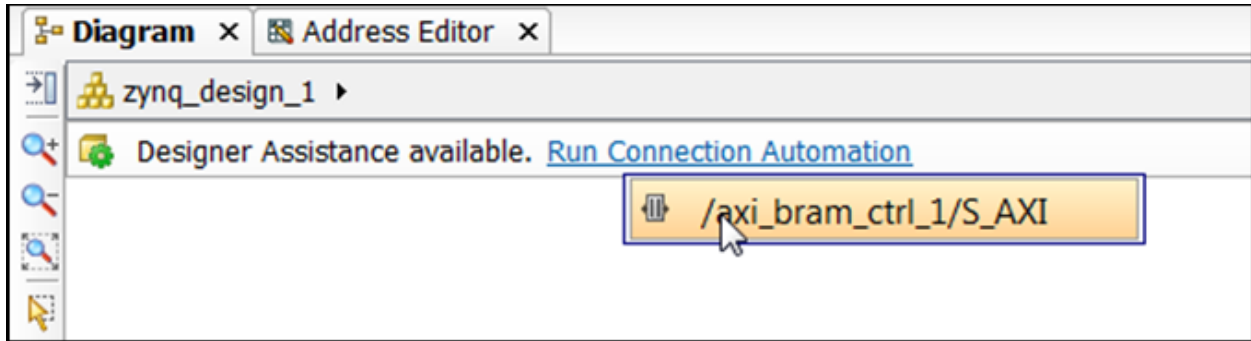 Diagram × Address Editor ×
zynq_design_1
Designer Assistance available. Run Connection Automation
/axi_bram_ctrl_1/S_AXI